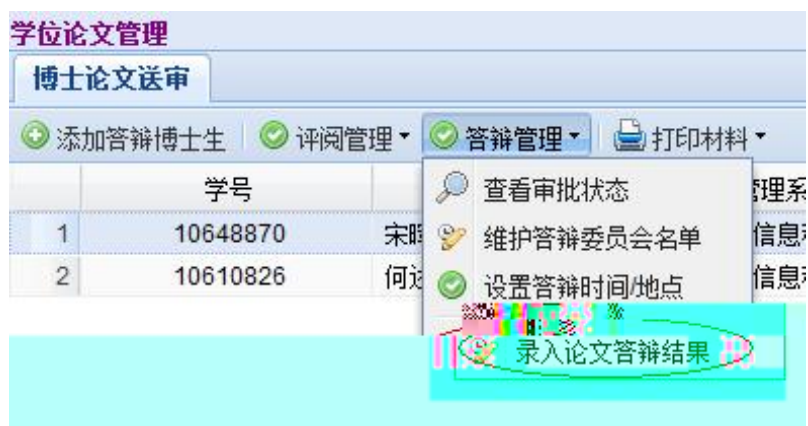 学位论文管理
博士论文送审
添加答辩博士生 评阅管理 答辩管理 打印材料
学号 查看审批状态 管理系
1 10648870 宋 维护答辩委员会名单 信息
2 10610826 何 设置答辩时间/地点 信息
录入论文答辩结果